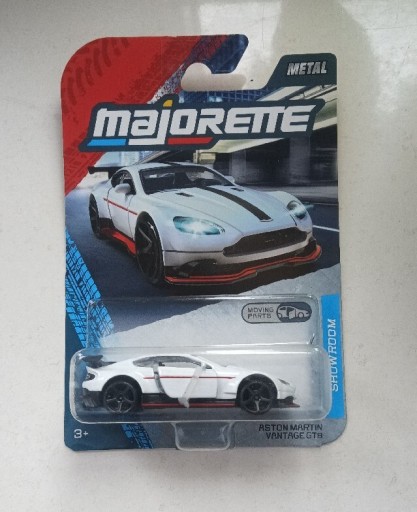 METAL
majORETTE
MOVING
PARTS
SHOWROOM
3+
ASTON MARTIN
VANTAGE GT8